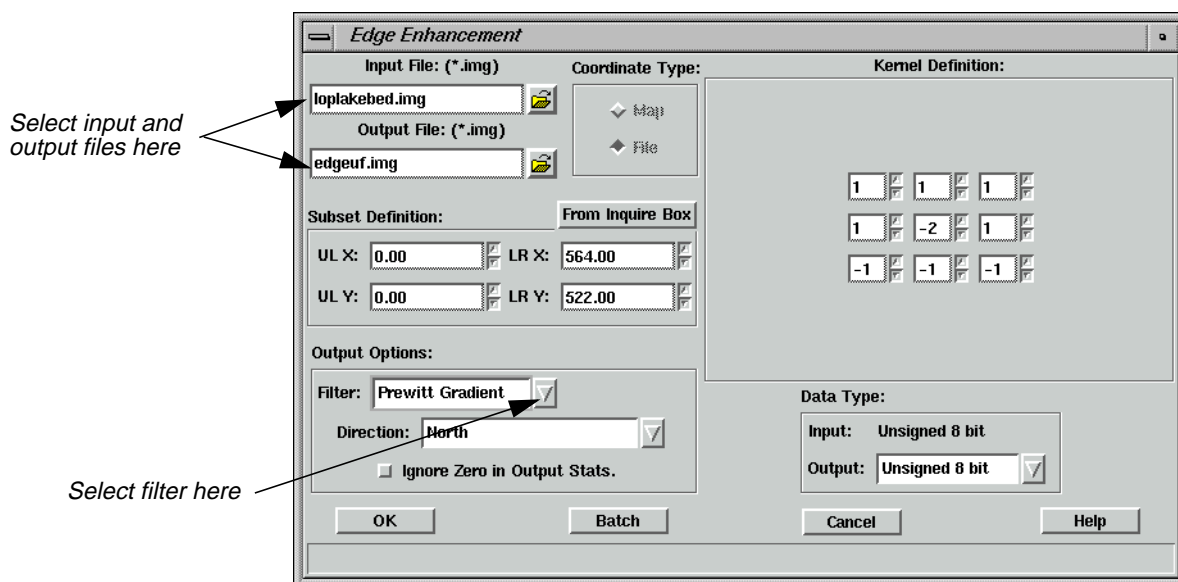 Edge Enhancement
Input File: (*.img)
loplakebed.img
Output File: (*.img)
edgeuf.img
Coordinate Type:
Map
File
Kernel Definition:
1 1 1
1 -2 1
-1 -1 -1
Select input and
output files here
Subset Definition:
From Inquire Box
UL X: 0.00 LR X: 564.00
UL Y: 0.00 LR Y: 522.00
Output Options:
Filter: Prewitt Gradient
Direction: North
Ignore Zero in Output Stats.
Select filter here
Data Type:
Input: Unsigned 8 bit
Output: Unsigned 8 bit
OK
Batch
Cancel
Help